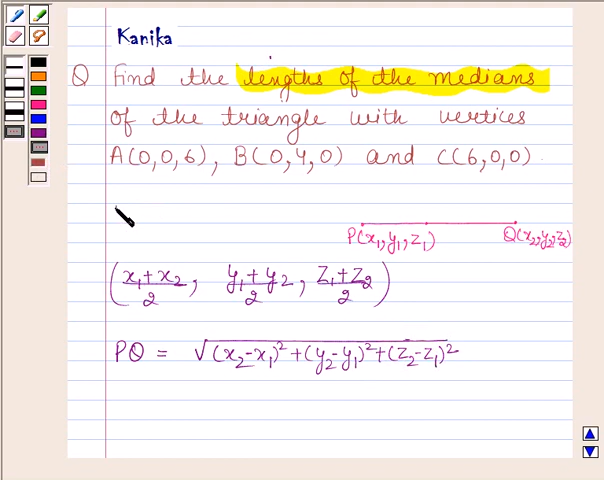 Kanika
Q Find the lengths of the medians
of the triangle with vertices
A(0,0,6), B(0,4,0) and C(6,0,0).
P(x₁,y₁,z₁) Q(x₂,y₂,z₂)
(x₁+x₂/2, y₁+y₂/2, z₁+z₂/2)
PQ = √(x₂-x₁)²+(y₂-y₁)²+(z₂-z₁)²